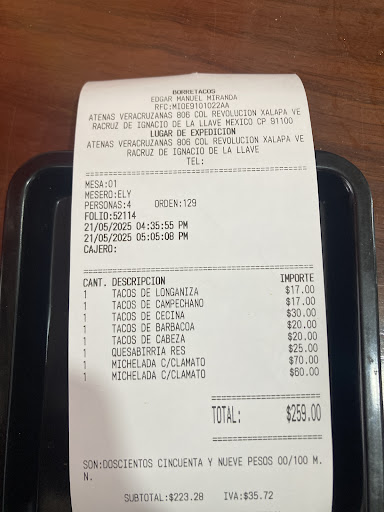 BORRETACOS
EDGAR MANUEL MIRANDA
RFC:MIDE9101022AA
ATENAS VERACRUZANAS 806 COL REVOLUCION XALAPA VE
RACRUZ DE IGNACIO DE LA LLAVE MEXICO CP 91100
LUGAR DE EXPEDICION
ATENAS VERACRUZANAS 806 COL REVOLUCION XALAPA VE
RACRUZ DE IGNACIO DE LA LLAVE
TEL:
MESA:01
MESERO:ELY
PERSONAS:4 ORDEN:129
FOLIO:52114
21/05/2025 04:35:55 PM
21/05/2025 05:05:08 PM
CAJERO:
CANT. DESCRIPCION IMPORTE
1 TACOS DE LONGANIZA $17.00
1 TACOS DE CAMPECHANO $17.00
1 TACOS DE CECINA $30.00
1 TACOS DE BARBACOA $20.00
1 TACOS DE CABEZA $20.00
1 QUESABIRRIA RES $25.00
1 MICHELADA C/CLAMATO $70.00
1 MICHELADA C/CLAMATO $60.00
TOTAL: $259.00
SON:DOSCIENTOS CINCUENTA Y NUEVE PESOS 00/100 M.
N.
SUBTOTAL:$223.28 IVA:$35.72